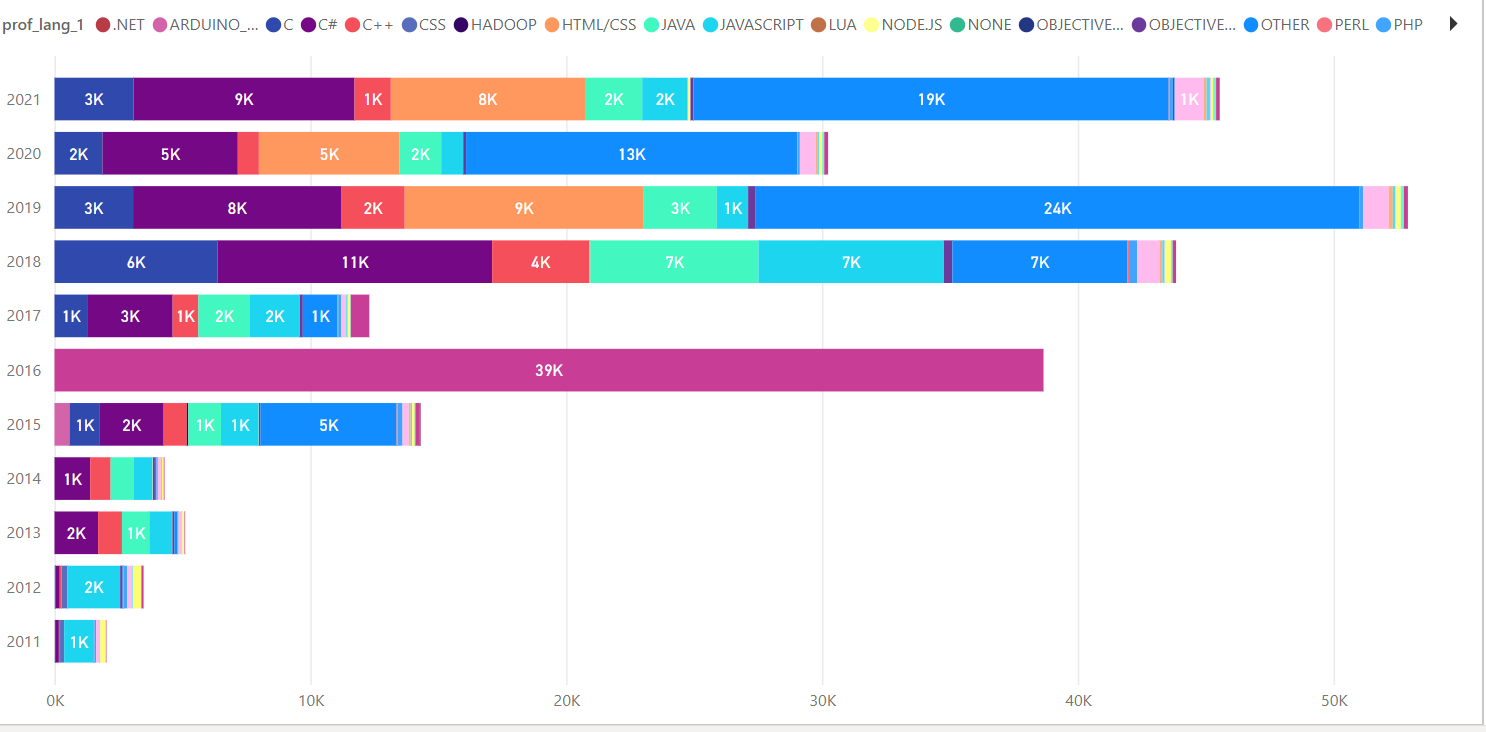 prof_lang_1 .NET ARDUINO_... C C# C++ CSS HADOOP HTML/CSS JAVA JAVASCRIPT LUA NODE.JS NONE OBJECTIVE... OBJECTIVE... OTHER PERL PHP
2021 3K 9K 1K 8K 2K 2K 19K 1K
2020 2K 5K 5K 2K 13K
2019 3K 8K 2K 9K 3K 1K 24K
2018 6K 11K 4K 7K 7K 7K
2017 1K 3K 1K 2K 2K 1K
2016 39K
2015 1K 2K 1K 1K 5K
2014 1K
2013 2K 1K
2012 2K
2011 1K
0K 10K 20K 30K 40K 50K